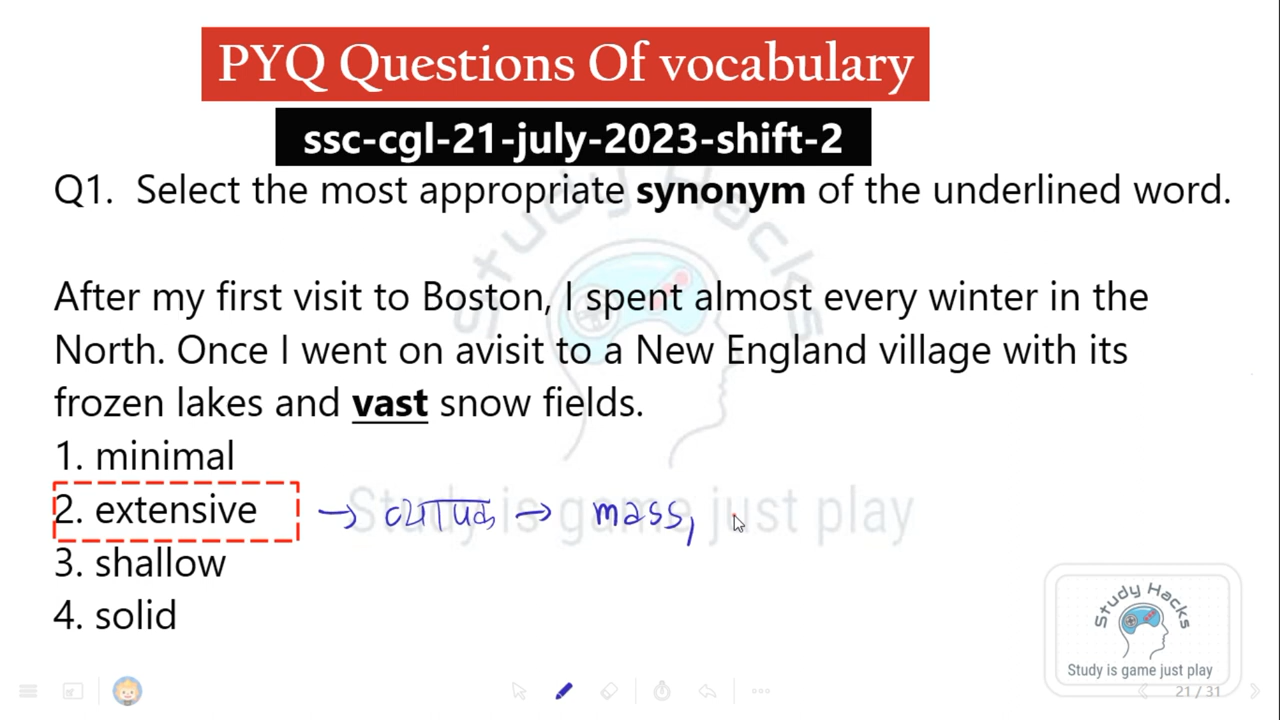 PYQ Questions Of vocabulary
ssc-cgl-21-july-2023-shift-2
Q1. Select the most appropriate synonym of the underlined word.
After my first visit to Boston, I spent almost every winter in the
North. Once I went on avisit to a New England village with its
frozen lakes and vast snow fields.
1. minimal
2. extensive → व्यापक → mass,
3. shallow
4. solid
Study Hacks
Study is game just play
Study Hacks
Study is game just play
21 / 31